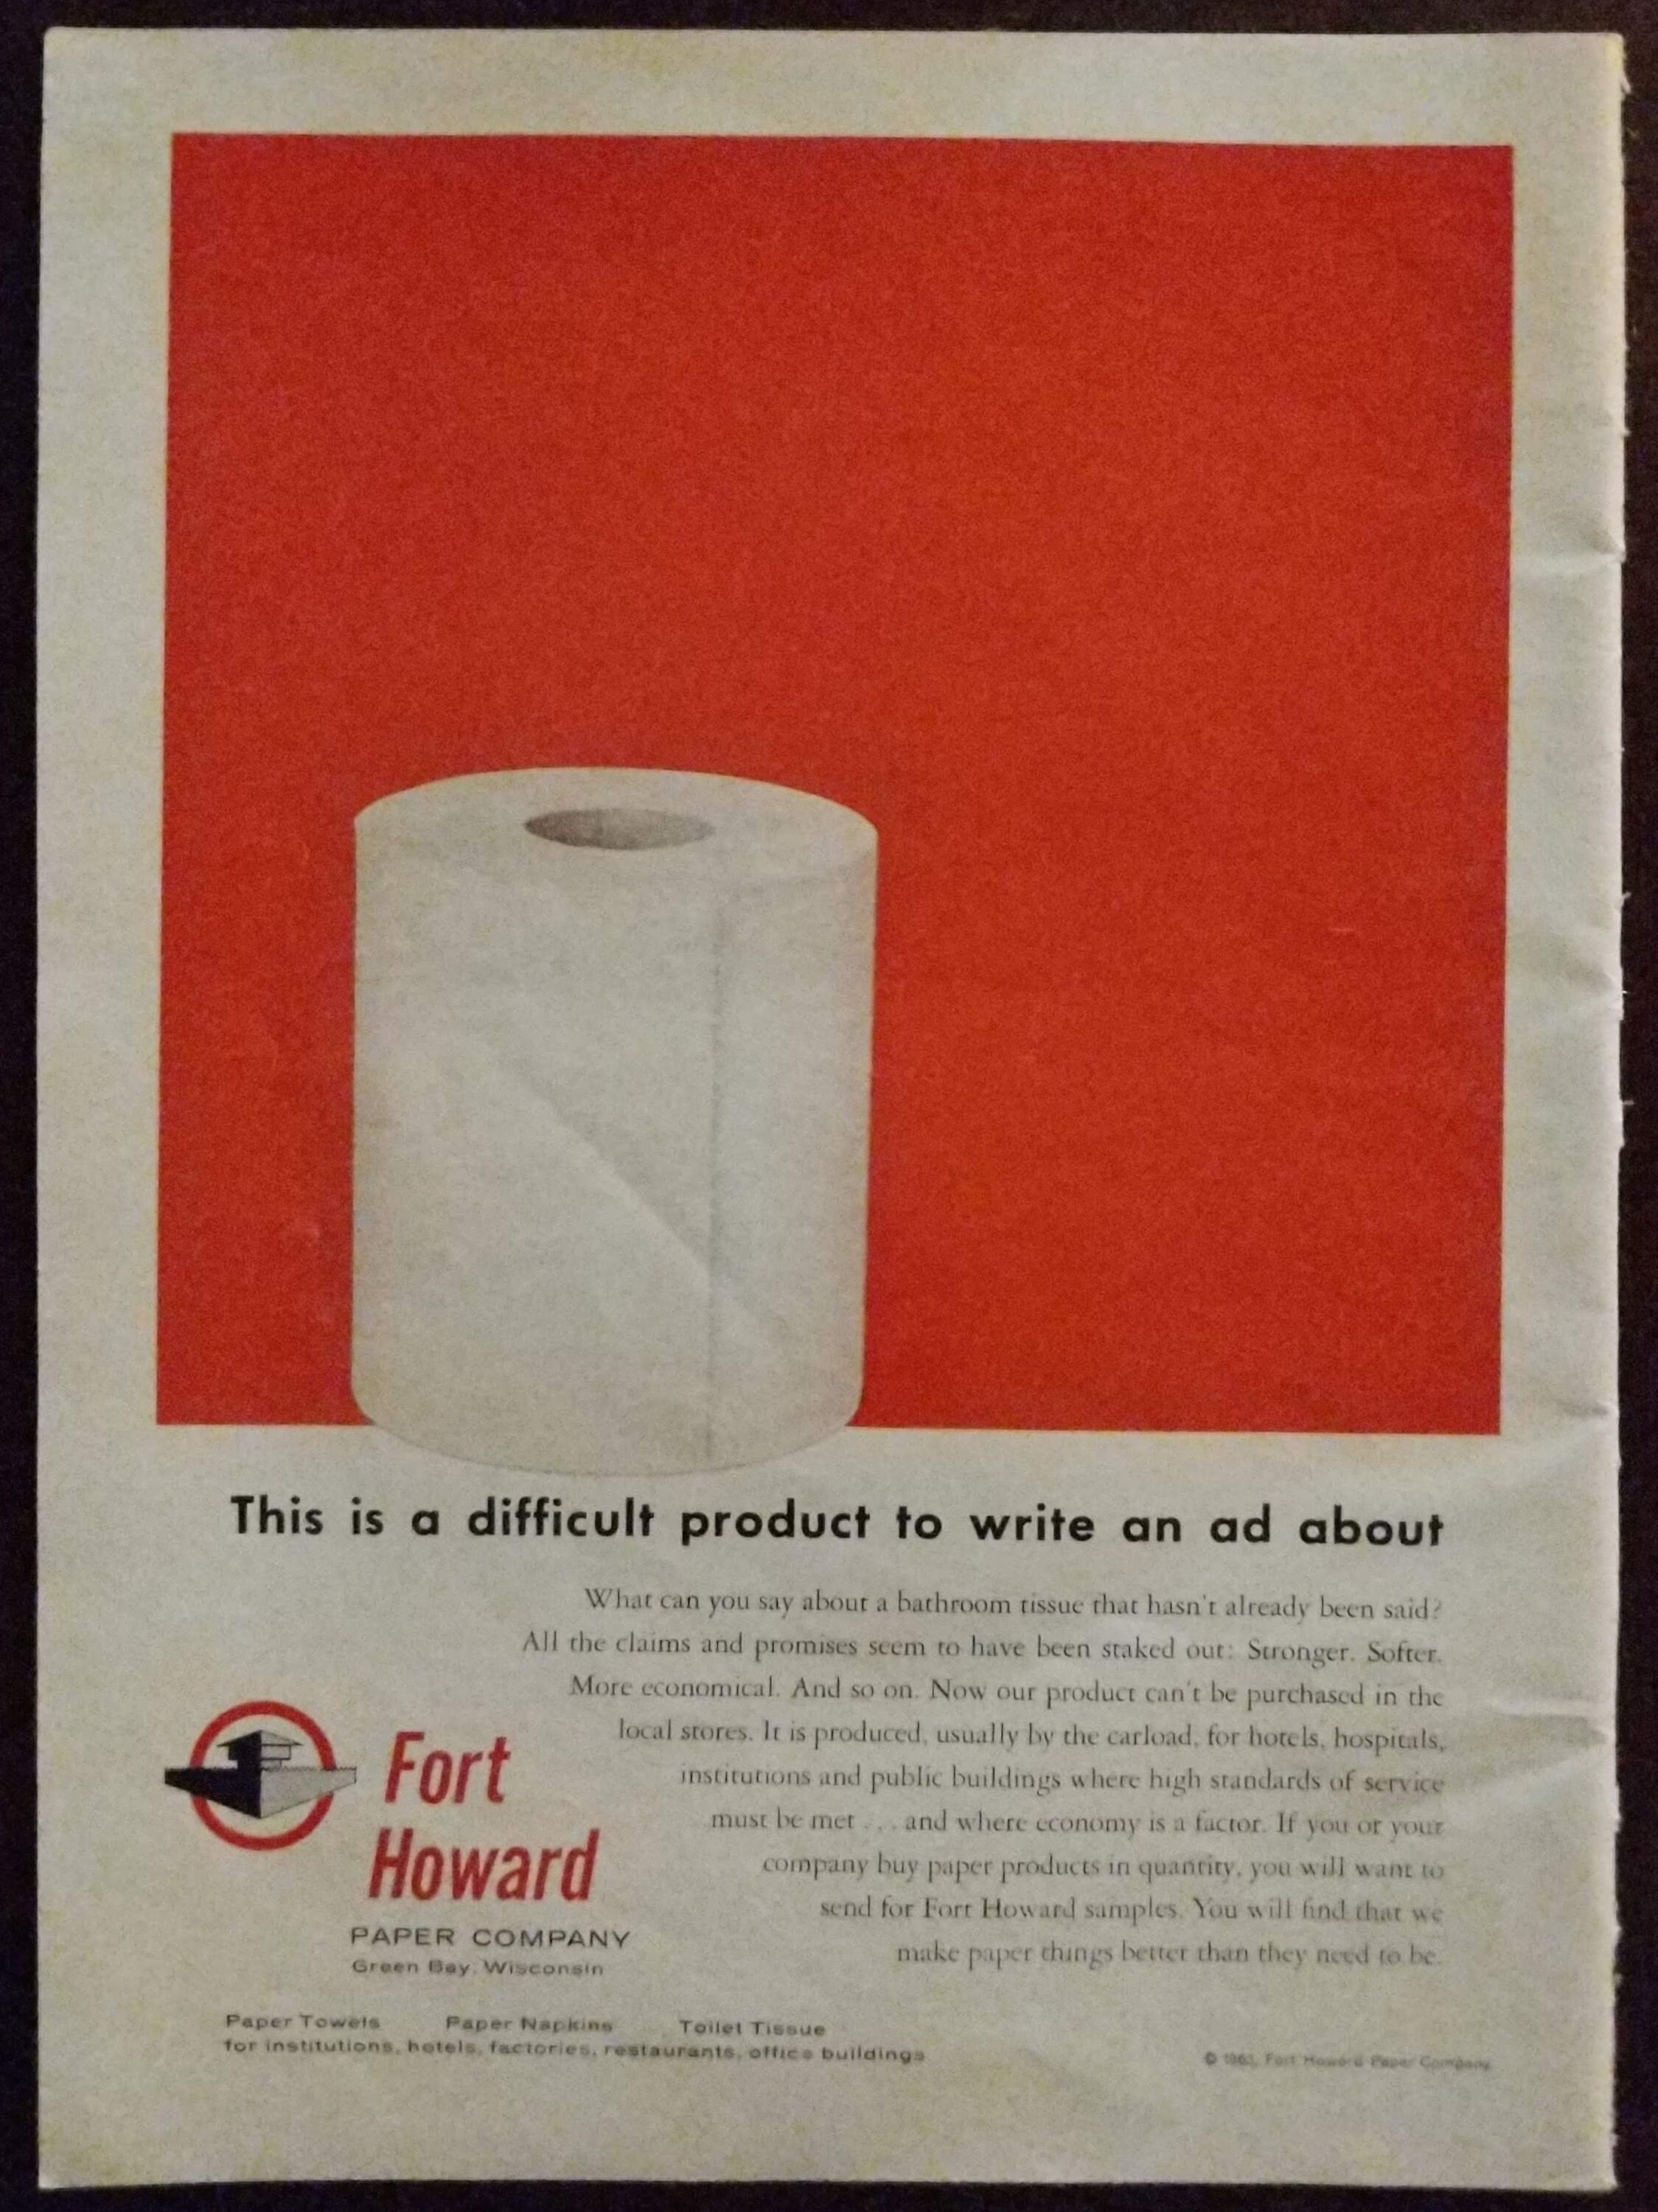 This is a difficult product to write an ad about
What can you say about a bathroom tissue that hasn't already been said?
All the claims and promises seem to have been staked out: Stronger. Softer.
More economical. And so on. Now our product can't be purchased in the
local stores. It is produced, usually by the carload, for hotels, hospitals,
institutions and public buildings where high standards of service
must be met . . . and where economy is a factor. If you or your
company buy paper products in quantity, you will want to
send for Fort Howard samples. You will find that we
make paper things better than they need to be.
Fort
Howard
PAPER COMPANY
Green Bay, Wisconsin
Paper Towels Paper Napkins Toilet Tissue
for institutions, hotels, factories, restaurants, office buildings
© Fort Howard Paper Company